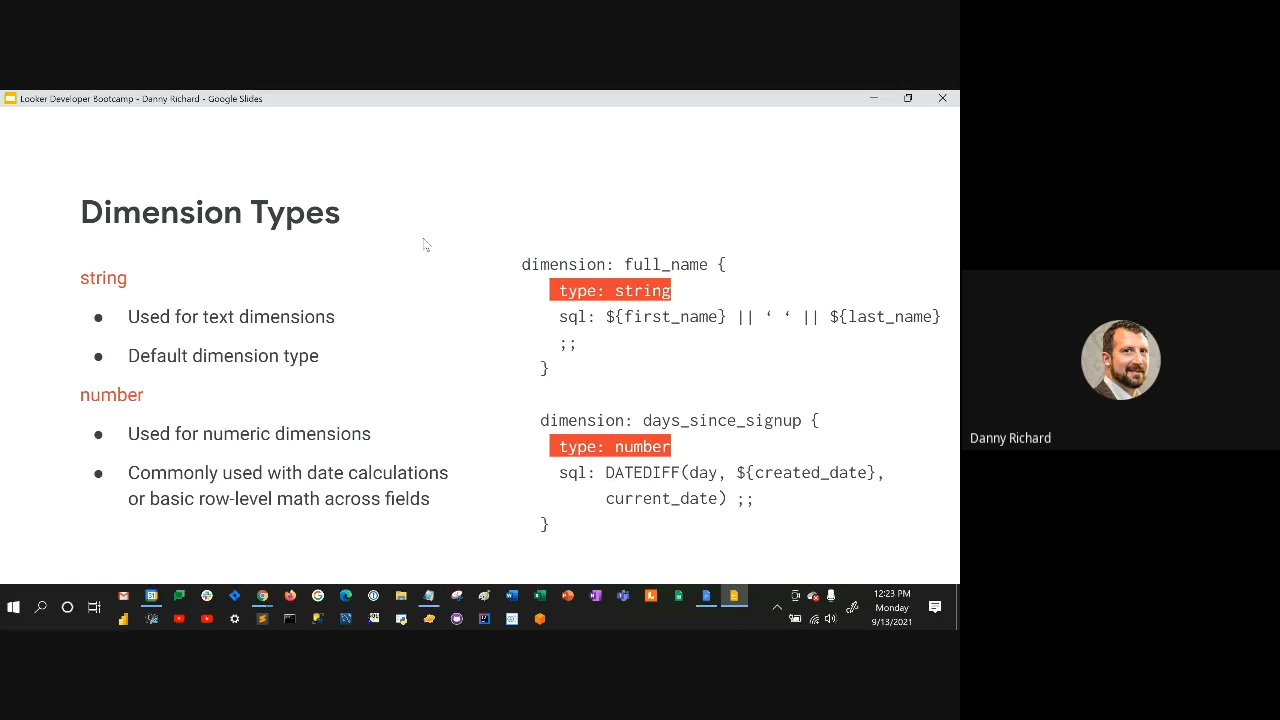 Looker Developer Bootcamp - Danny Richard - Google Slides
Dimension Types
string
● Used for text dimensions
● Default dimension type
number
● Used for numeric dimensions
● Commonly used with date calculations
or basic row-level math across fields
dimension: full_name {
type: string
sql: ${first_name} || ‘ ‘ || ${last_name}
;;
}
dimension: days_since_signup {
type: number
sql: DATEDIFF(day, ${created_date},
current_date) ;;
}
Danny Richard
12:23 PM
Monday
9/13/2021